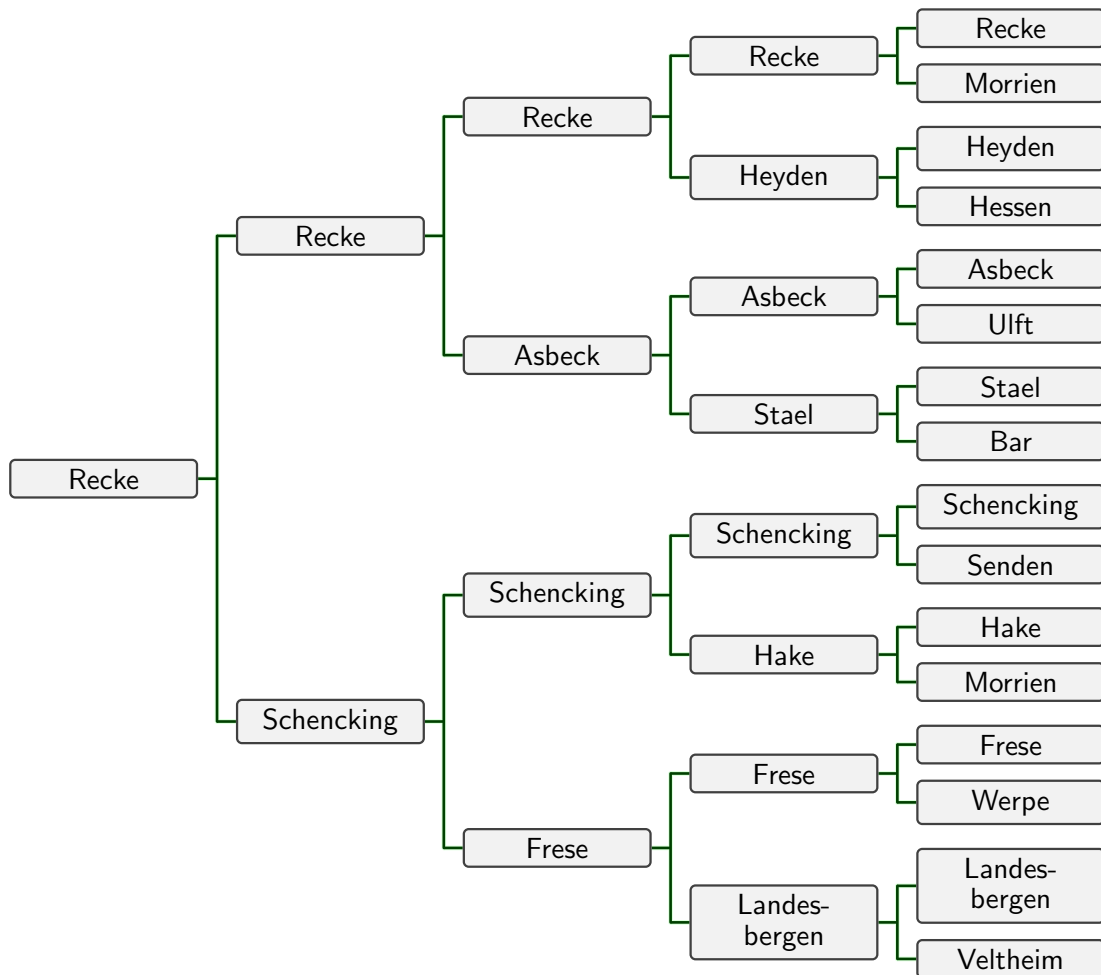 Recke
Recke
Morrien
Recke
Heyden
Heyden
Hessen
Recke
Asbeck
Asbeck
Asbeck
Ulft
Stael
Stael
Bar
Recke
Schencking
Schencking
Schencking
Schencking
Senden
Hake
Hake
Morrien
Frese
Frese
Frese
Werpe
Landes-
bergen
Landes-
bergen
Veltheim